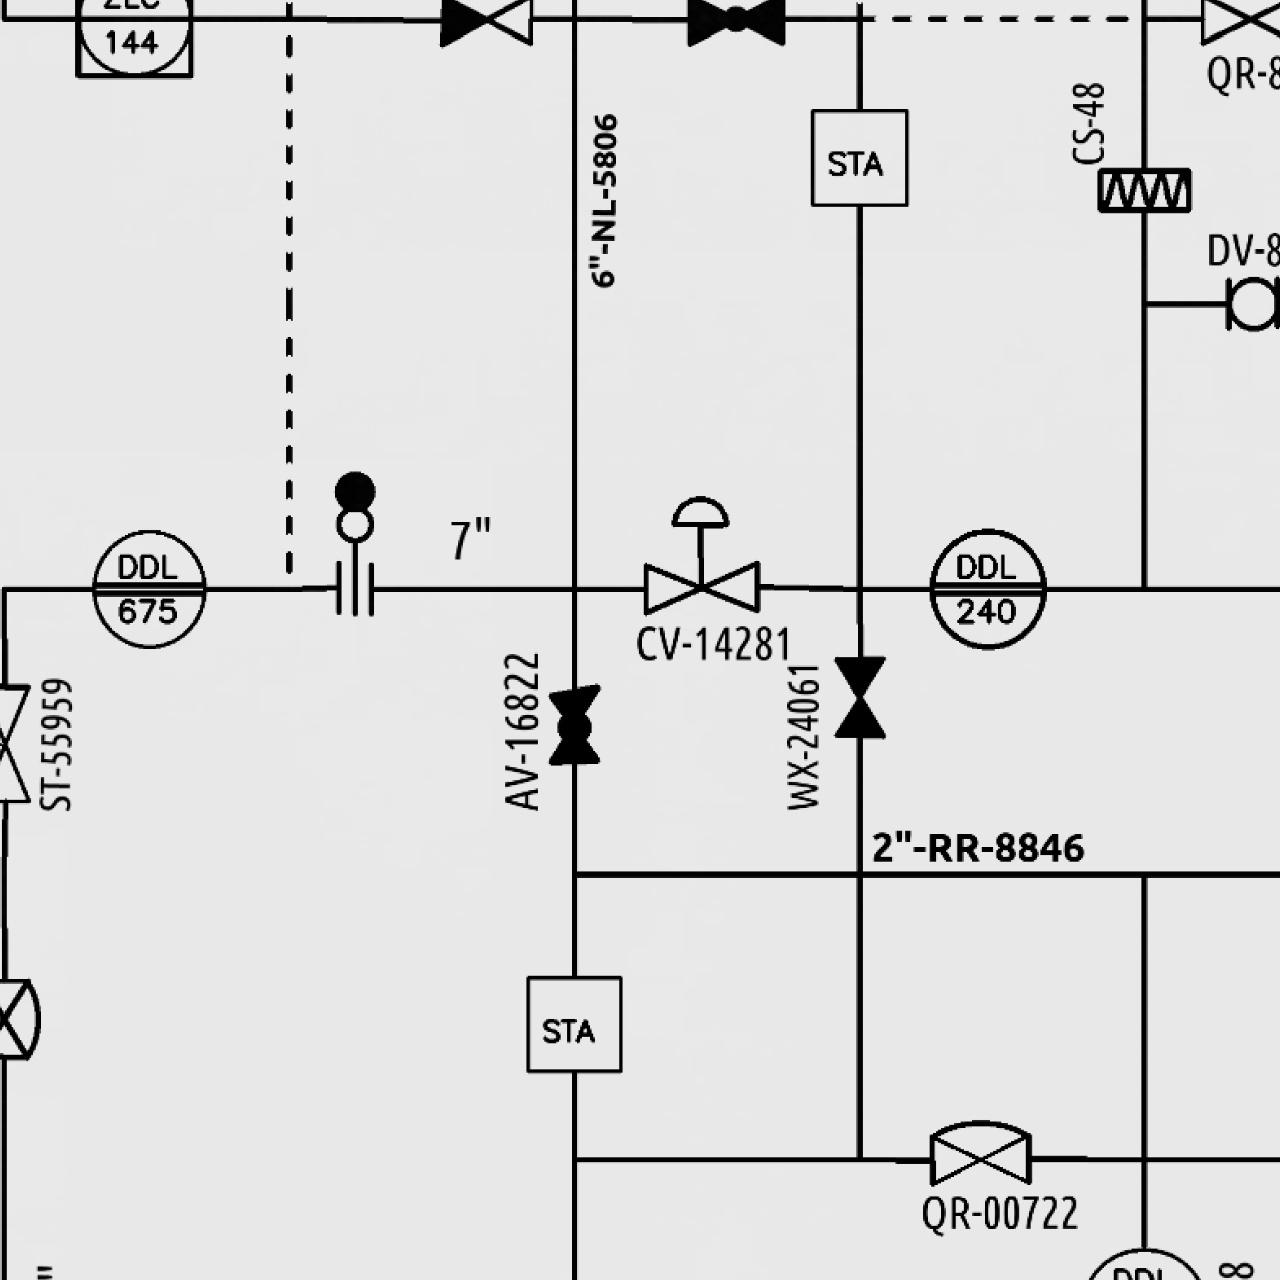 144
QR-8
CS-48
6"-NL-5806
STA
DV-8
7"
DDL
675
DDL
240
CV-14281
AV-16822
WX-24061
ST-55959
2"-RR-8846
STA
QR-00722
DDL